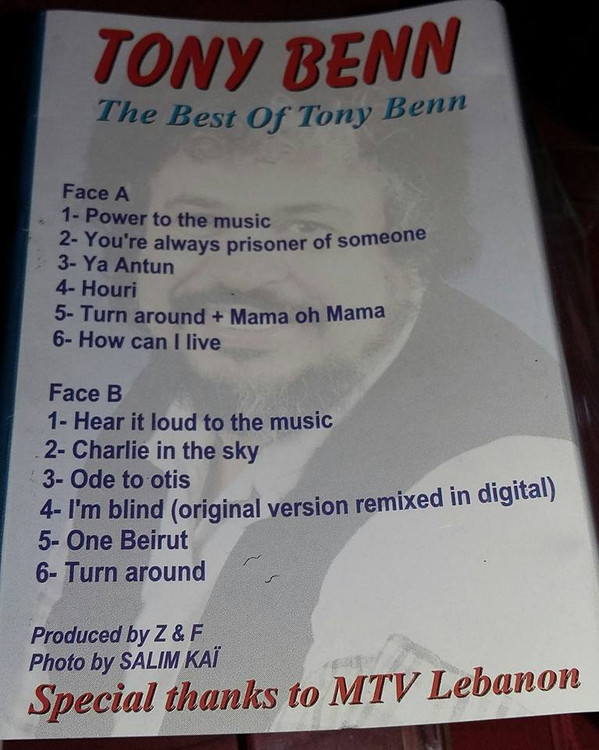 TONY BENN
The Best Of Tony Benn
Face A
1- Power to the music
2- You're always prisoner of someone
3- Ya Antun
4- Houri
5- Turn around + Mama oh Mama
6- How can I live
Face B
1- Hear it loud to the music
2- Charlie in the sky
3- Ode to otis
4- I'm blind (original version remixed in digital)
5- One Beirut
6- Turn around
Produced by Z & F
Photo by SALIM KAÏ
Special thanks to MTV Lebanon